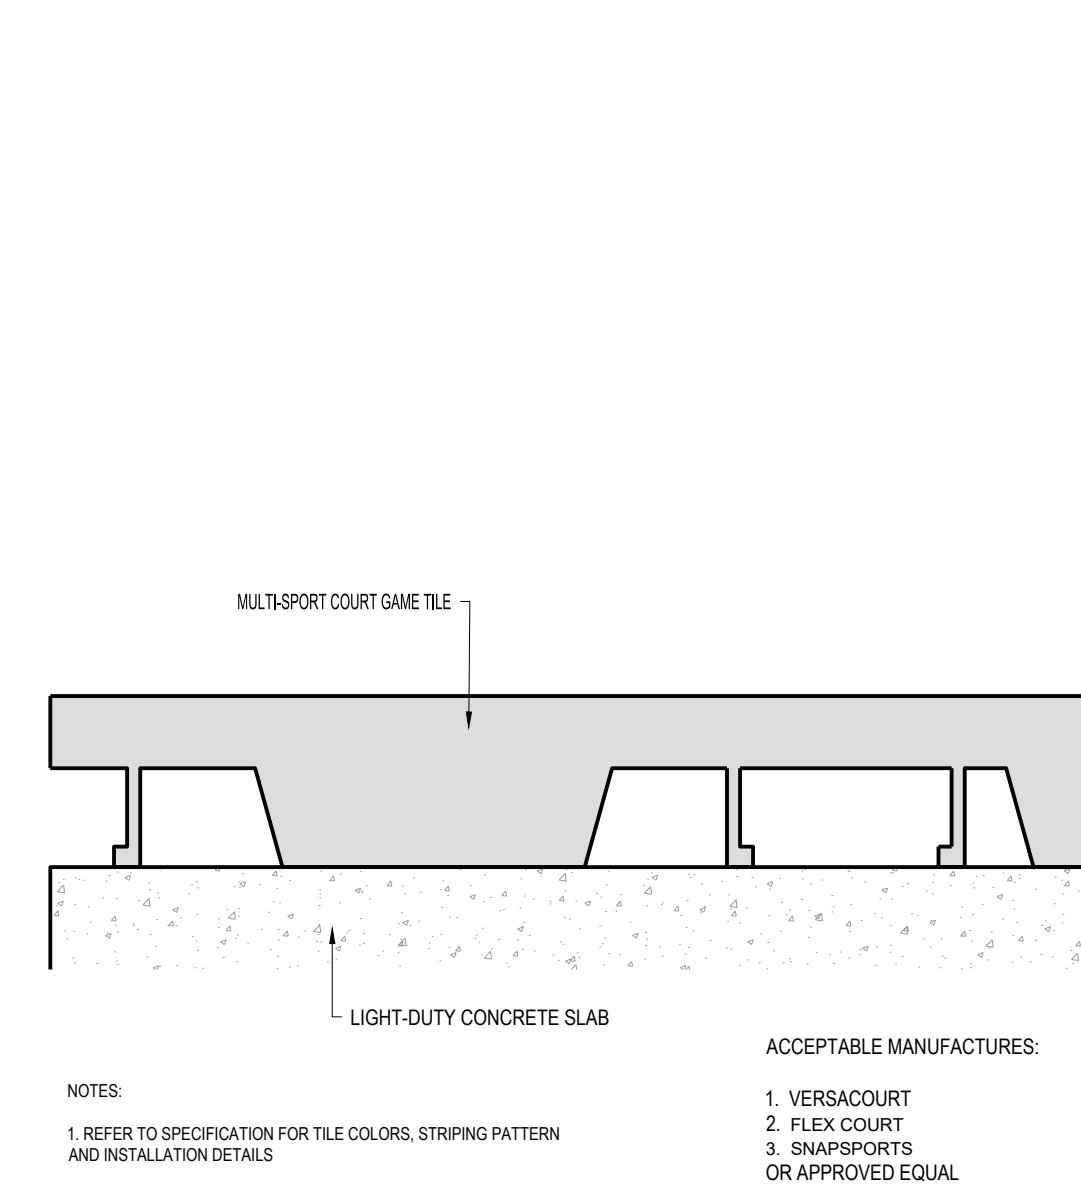 MULTI-SPORT COURT GAME TILE
LIGHT-DUTY CONCRETE SLAB
NOTES:
1. REFER TO SPECIFICATION FOR TILE COLORS, STRIPING PATTERN
AND INSTALLATION DETAILS
ACCEPTABLE MANUFACTURES:
1. VERSACOURT
2. FLEX COURT
3. SNAPSPORTS
OR APPROVED EQUAL